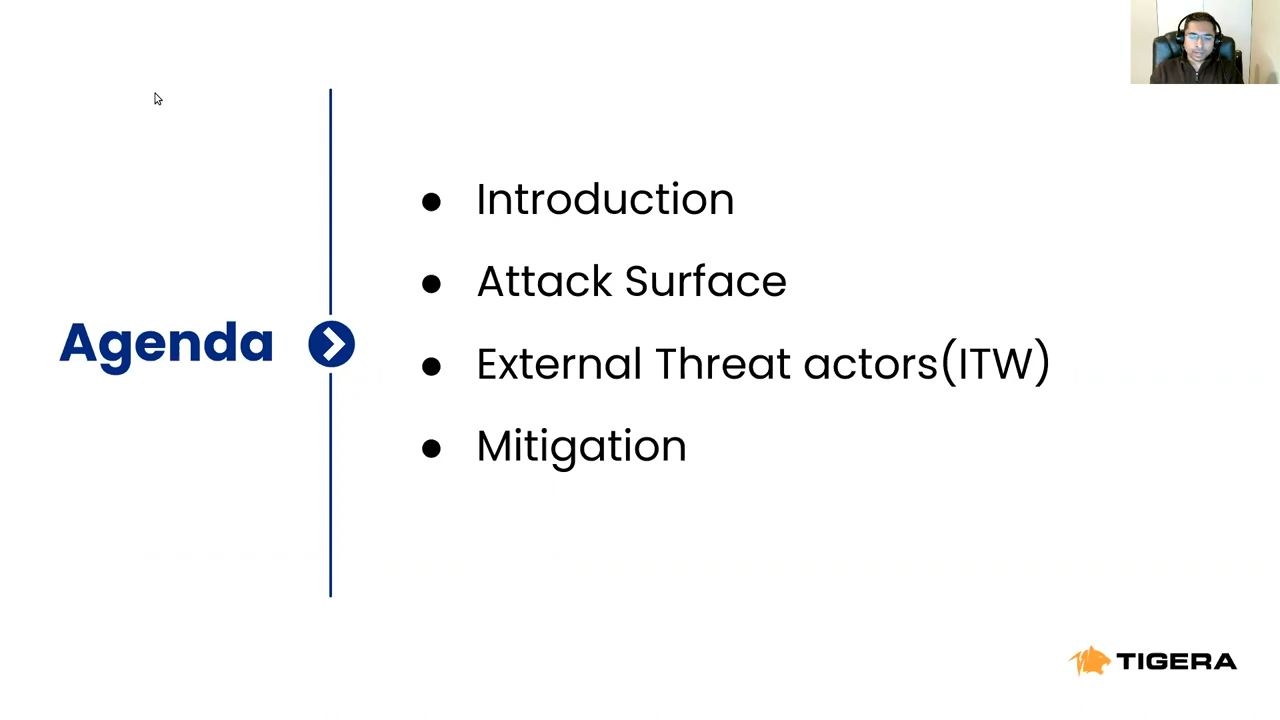 Agenda
Introduction
Attack Surface
External Threat actors(ITW)
Mitigation
TIGERA